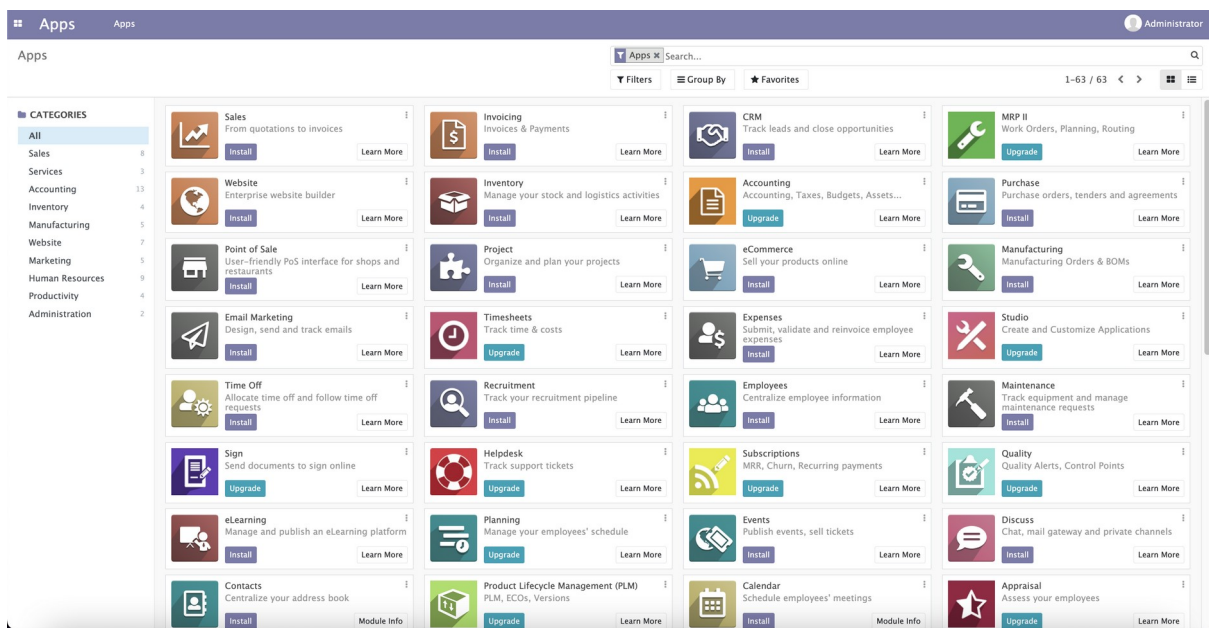 Apps Apps Administrator
Apps
Apps × Search...
Filters Group By Favorites 1-63 / 63
CATEGORIES
All
Sales 8
Services 3
Accounting 13
Inventory 4
Manufacturing 5
Website 7
Marketing 5
Human Resources 9
Productivity 4
Administration 2
Sales
From quotations to invoices
Install Learn More
Invoicing
Invoices & Payments
Install Learn More
CRM
Track leads and close opportunities
Install Learn More
MRP II
Work Orders, Planning, Routing
Upgrade Learn More
Website
Enterprise website builder
Install Learn More
Inventory
Manage your stock and logistics activities
Install Learn More
Accounting
Accounting, Taxes, Budgets, Assets...
Upgrade Learn More
Purchase
Purchase orders, tenders and agreements
Install Learn More
Point of Sale
User-friendly PoS interface for shops and
restaurants
Install Learn More
Project
Organize and plan your projects
Install Learn More
eCommerce
Sell your products online
Install Learn More
Manufacturing
Manufacturing Orders & BOMs
Install Learn More
Email Marketing
Design, send and track emails
Install Learn More
Timesheets
Track time & costs
Upgrade Learn More
Expenses
Submit, validate and reinvoice employee
expenses
Install Learn More
Studio
Create and Customize Applications
Upgrade Learn More
Time Off
Allocate time off and follow time off
requests
Install Learn More
Recruitment
Track your recruitment pipeline
Install Learn More
Employees
Centralize employee information
Install Learn More
Maintenance
Track equipment and manage
maintenance requests
Install Learn More
Sign
Send documents to sign online
Upgrade Learn More
Helpdesk
Track support tickets
Upgrade Learn More
Subscriptions
MRR, Churn, Recurring payments
Upgrade Learn More
Quality
Quality Alerts, Control Points
Upgrade Learn More
eLearning
Manage and publish an eLearning platform
Install Learn More
Planning
Manage your employees' schedule
Upgrade Learn More
Events
Publish events, sell tickets
Install Learn More
Discuss
Chat, mail gateway and private channels
Install Learn More
Contacts
Centralize your address book
Install Module Info
Product Lifecycle Management (PLM)
PLM, ECOs, Versions
Upgrade Learn More
Calendar
Schedule employees' meetings
Install Module Info
Appraisal
Assess your employees
Upgrade Learn More